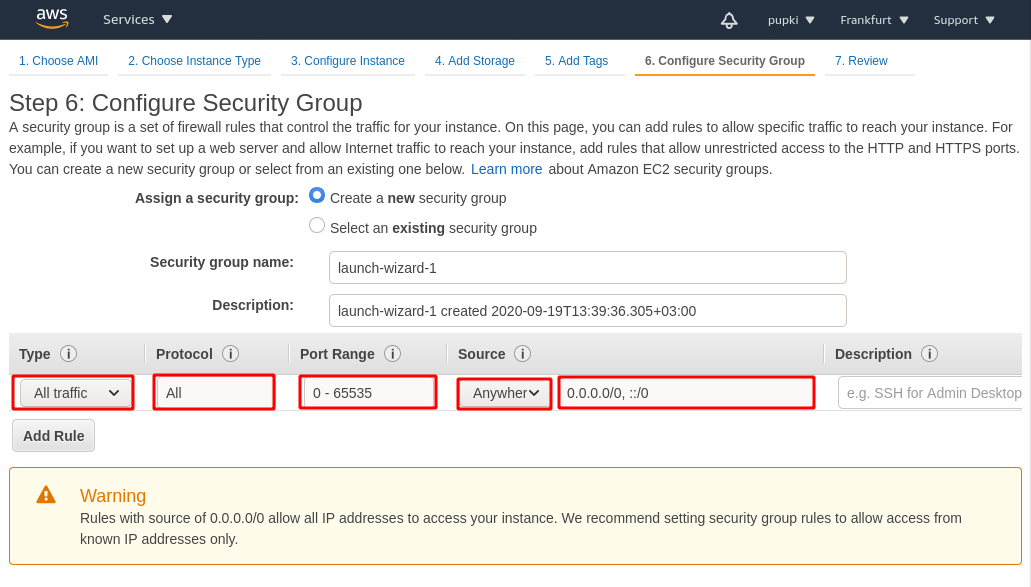 aws Services pupki Frankfurt Support
1. Choose AMI 2. Choose Instance Type 3. Configure Instance 4. Add Storage 5. Add Tags 6. Configure Security Group 7. Review
Step 6: Configure Security Group
A security group is a set of firewall rules that control the traffic for your instance. On this page, you can add rules to allow specific traffic to reach your instance. For
example, if you want to set up a web server and allow Internet traffic to reach your instance, add rules that allow unrestricted access to the HTTP and HTTPS ports.
You can create a new security group or select from an existing one below. Learn more about Amazon EC2 security groups.
Assign a security group: Create a new security group
Select an existing security group
Security group name: launch-wizard-1
Description: launch-wizard-1 created 2020-09-19T13:39:36.305+03:00
Type i Protocol i Port Range i Source i Description i
All traffic All 0 - 65535 Anywher 0.0.0.0/0, ::/0 e.g. SSH for Admin Desktop
Add Rule
Warning
Rules with source of 0.0.0.0/0 allow all IP addresses to access your instance. We recommend setting security group rules to allow access from
known IP addresses only.